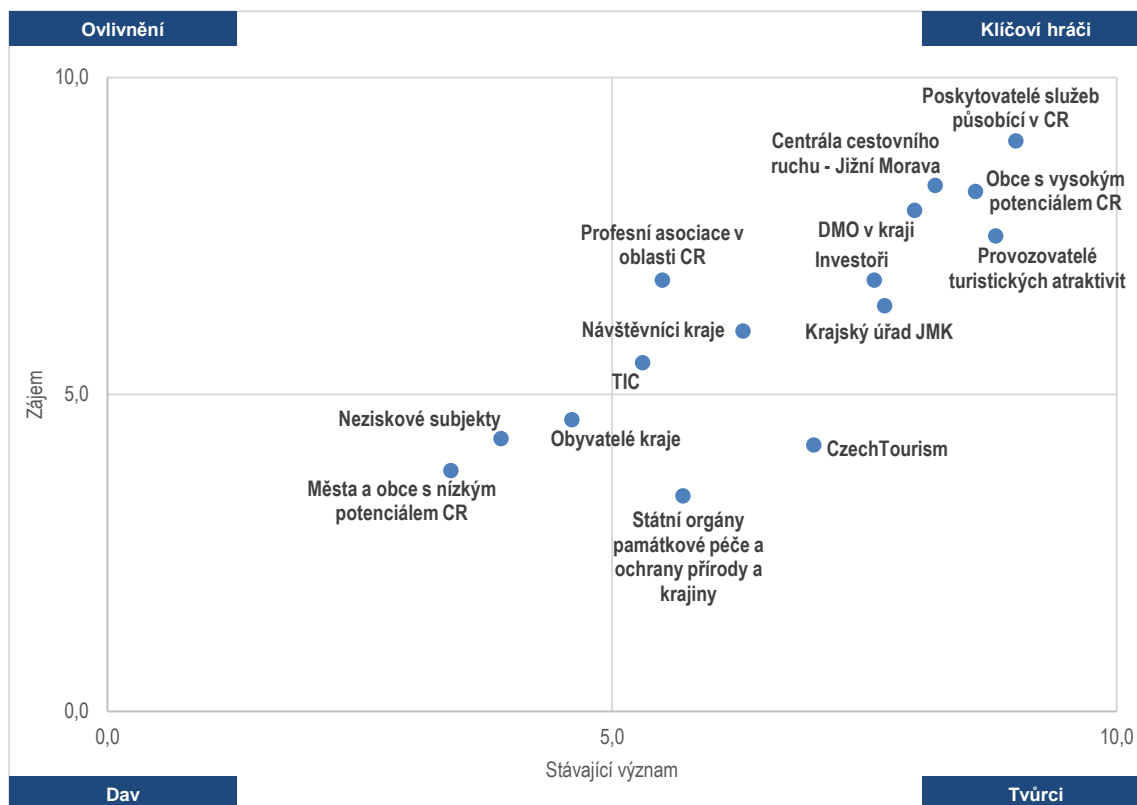 Ovlivnění
Klíčoví hráči
10,0
Poskytovatelé služeb
působící v CR
Centrála cestovního
ruchu - Jižní Morava
Obce s vysokým
potenciálem CR
DMO v kraji
Profesní asociace v
oblasti CR
Investoři
Provozovatelé
turistických atraktivit
Návštěvníci kraje
Krajský úřad JMK
TIC
5,0
Zájem
Neziskové subjekty
Obyvatelé kraje
CzechTourism
Města a obce s nízkým
potenciálem CR
Státní orgány
památkové péče a
ochrany přírody a
krajiny
0,0
0,0
5,0
10,0
Stávající význam
Dav
Tvůrci